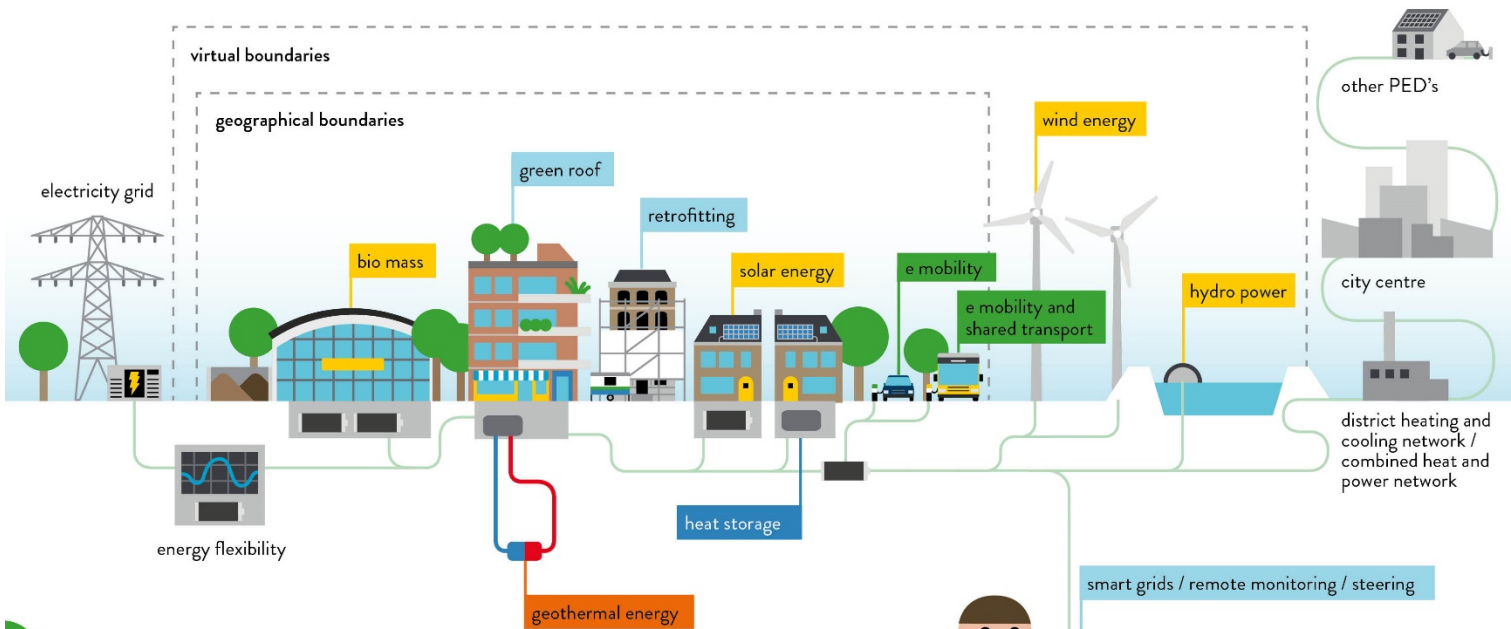 virtual boundaries
other PED's
geographical boundaries
wind energy
green roof
electricity grid
retrofitting
bio mass
solar energy
e mobility
hydro power
city centre
e mobility and
shared transport
district heating and
cooling network /
combined heat and
power network
heat storage
energy flexibility
smart grids / remote monitoring / steering
geothermal energy